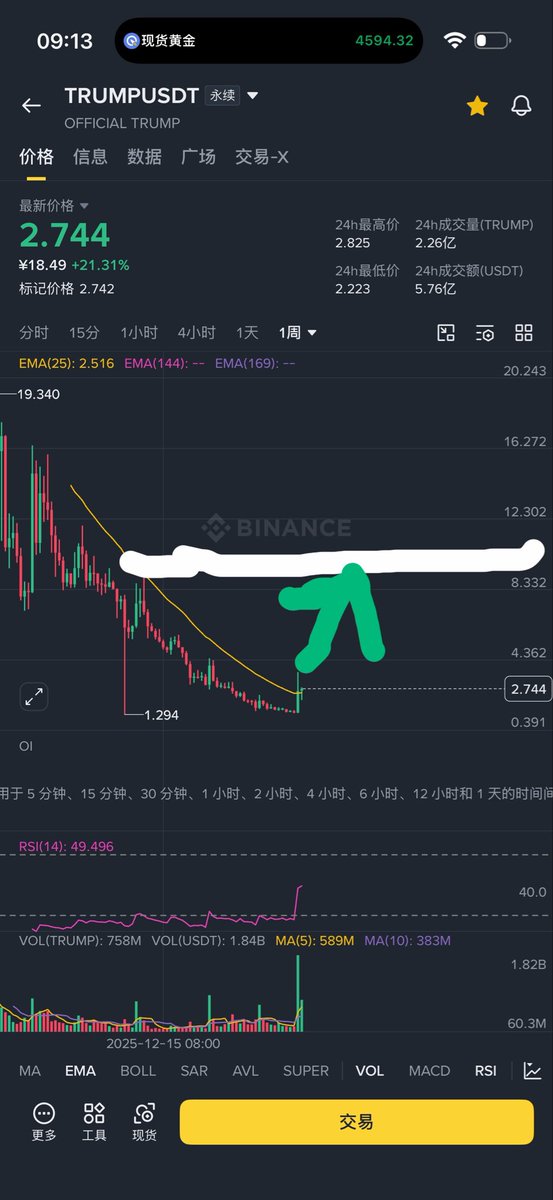 09:13 现货黄金 4594.32
TRUMPUSDT 永续
OFFICIAL TRUMP
价格 信息 数据 广场 交易-X
最新价格
2.744
¥18.49 +21.31%
标记价格 2.742
24h最高价 24h成交量(TRUMP)
2.825 2.26亿
24h最低价 24h成交额(USDT)
2.223 5.76亿
分时 15分 1小时 4小时 1天 1周
EMA(25): 2.516 EMA(144): -- EMA(169): --
20.243
19.340
16.272
12.302
BINANCE
8.332
4.362
2.744
1.294
0.391
OI
用于 5 分钟、15 分钟、30 分钟、1 小时、2 小时、4 小时、6 小时、12 小时和 1 天的时间间
RSI(14): 49.496
40.0
VOL(TRUMP): 758M VOL(USDT): 1.84B MA(5): 589M MA(10): 383M
1.82B
60.3M
2025-12-15 08:00
MA EMA BOLL SAR AVL SUPER VOL MACD RSI
更多 工具 现货 交易